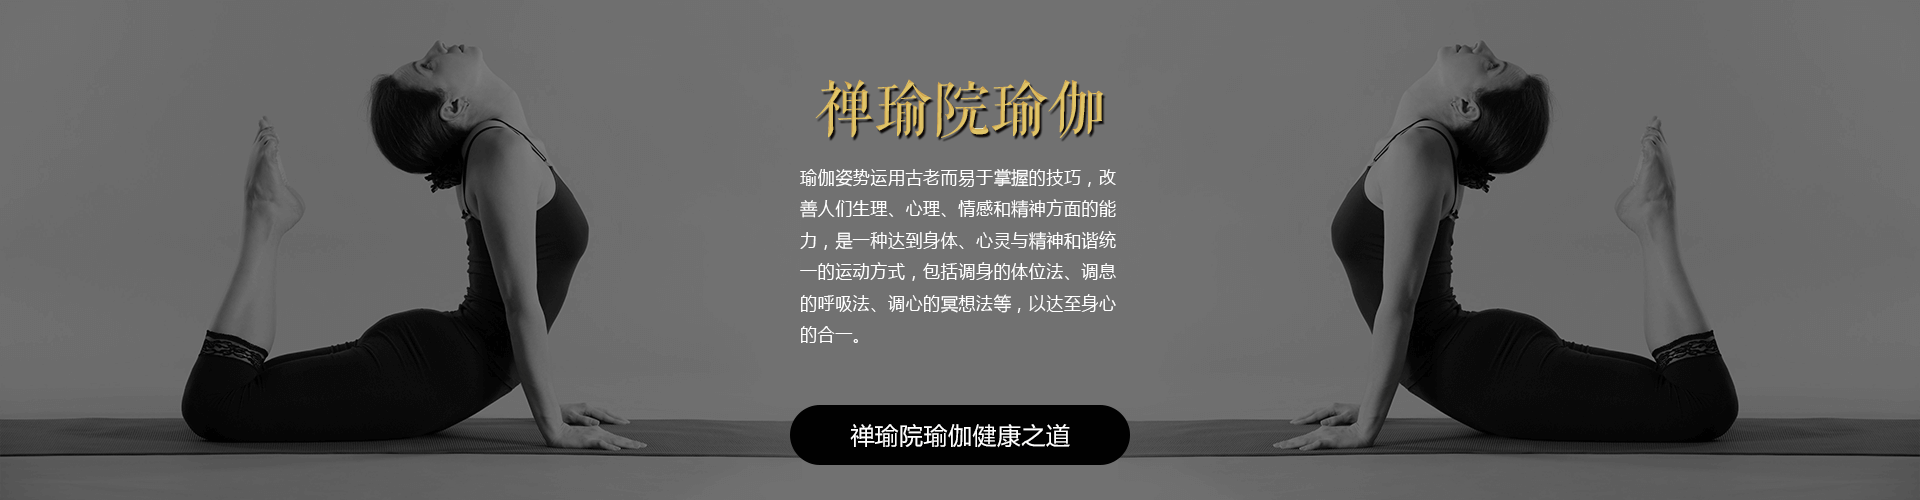 禅瑜院瑜伽
瑜伽姿势运用古老而易于掌握的技巧，改
善人们生理、心理、情感和精神方面的能
力，是一种达到身体、心灵与精神和谐统
一的运动方式，包括调身的体位法、调息
的呼吸法、调心的冥想法等，以达至身心
的合一。
禅瑜院瑜伽健康之道